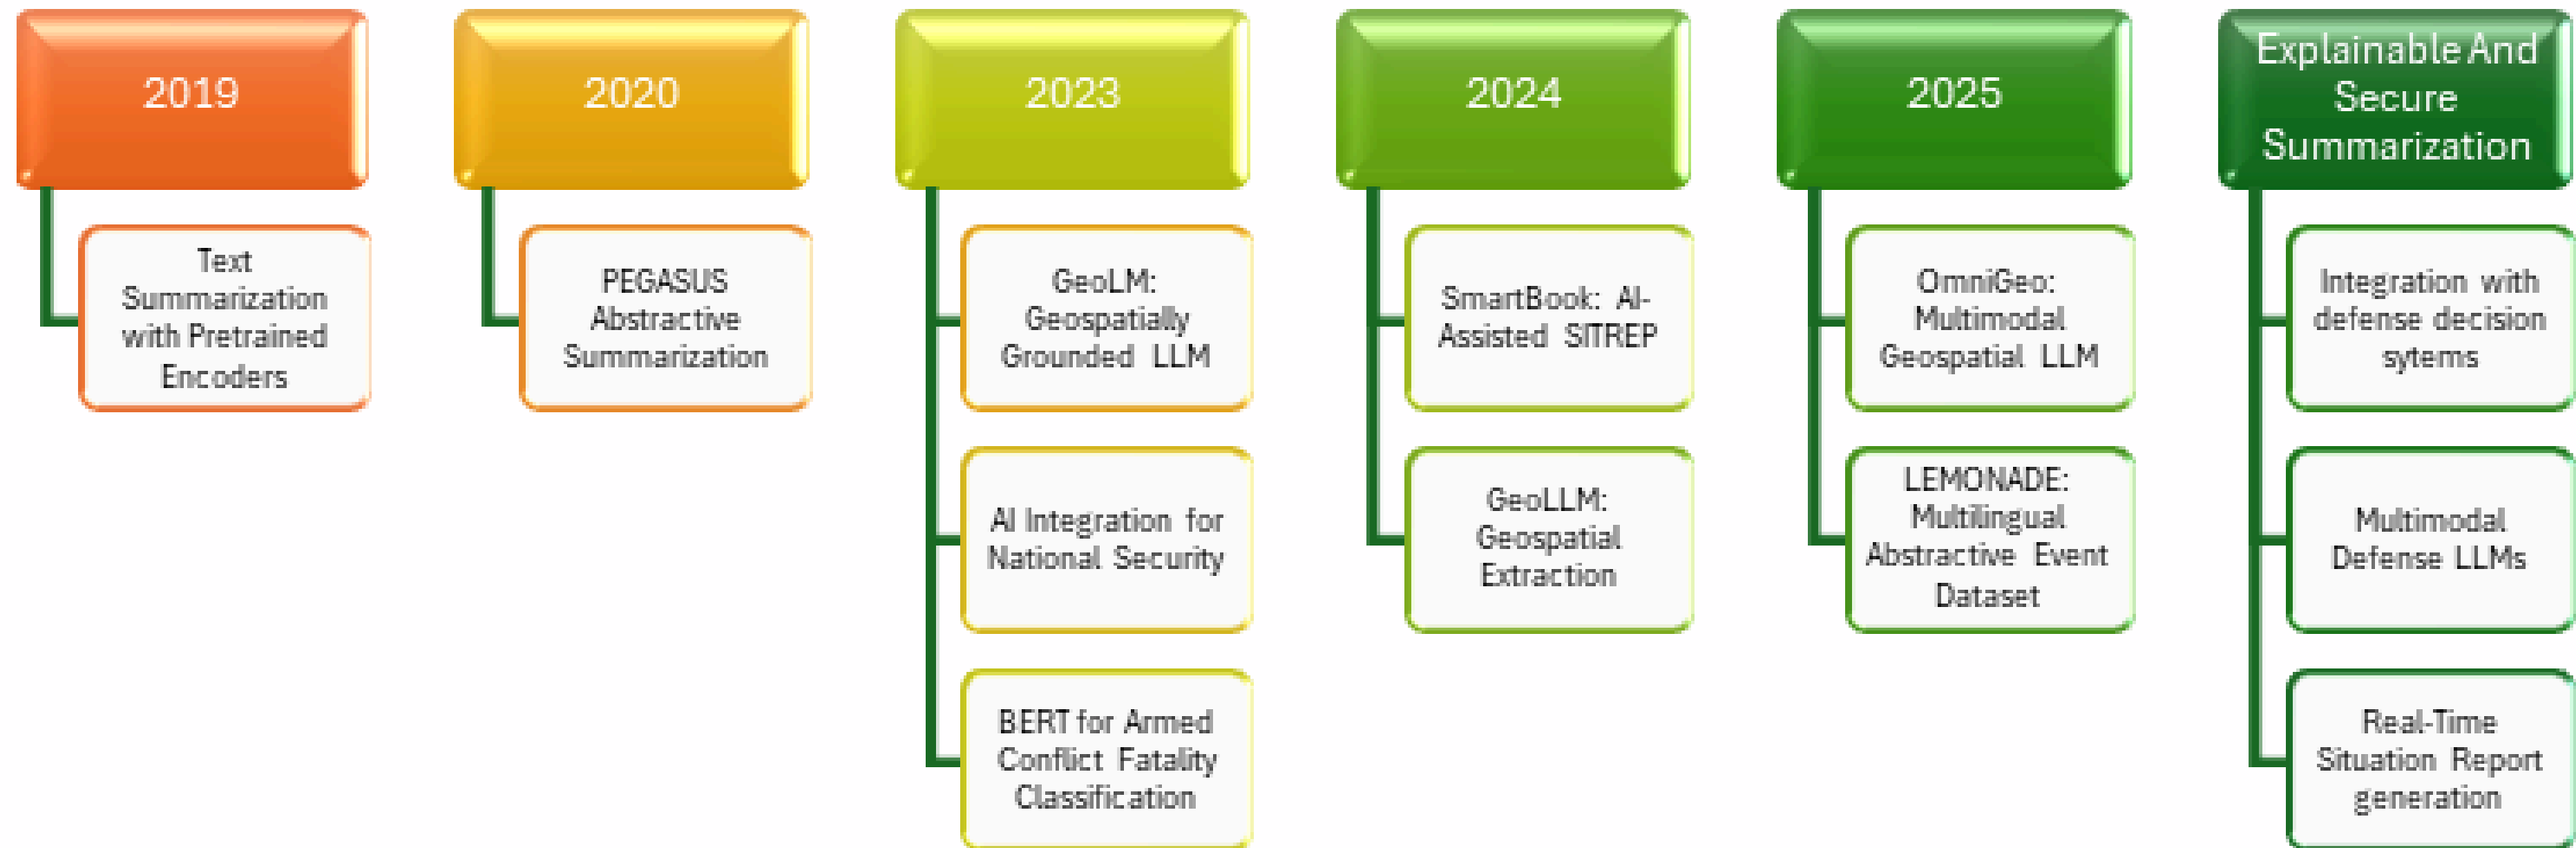 2019
Text
Summarization
with Pretrained
Encoders
2020
PEGASUS
Abstractive
Summarization
2023
GeoLM:
Geospatially
Grounded LLM
AI Integration for
National Security
BERT for Armed
Conflict Fatality
Classification
2024
SmartBook: AI-
Assisted SITREP
GeoLLM:
Geospatial
Extraction
2025
OmniGeo:
Multimodal
Geospatial LLM
LEMONADE:
Multilingual
Abstractive Event
Dataset
Explainable And
Secure
Summarization
Integration with
defense decision
sytems
Multimodal
Defense LLMs
Real-Time
Situation Report
generation